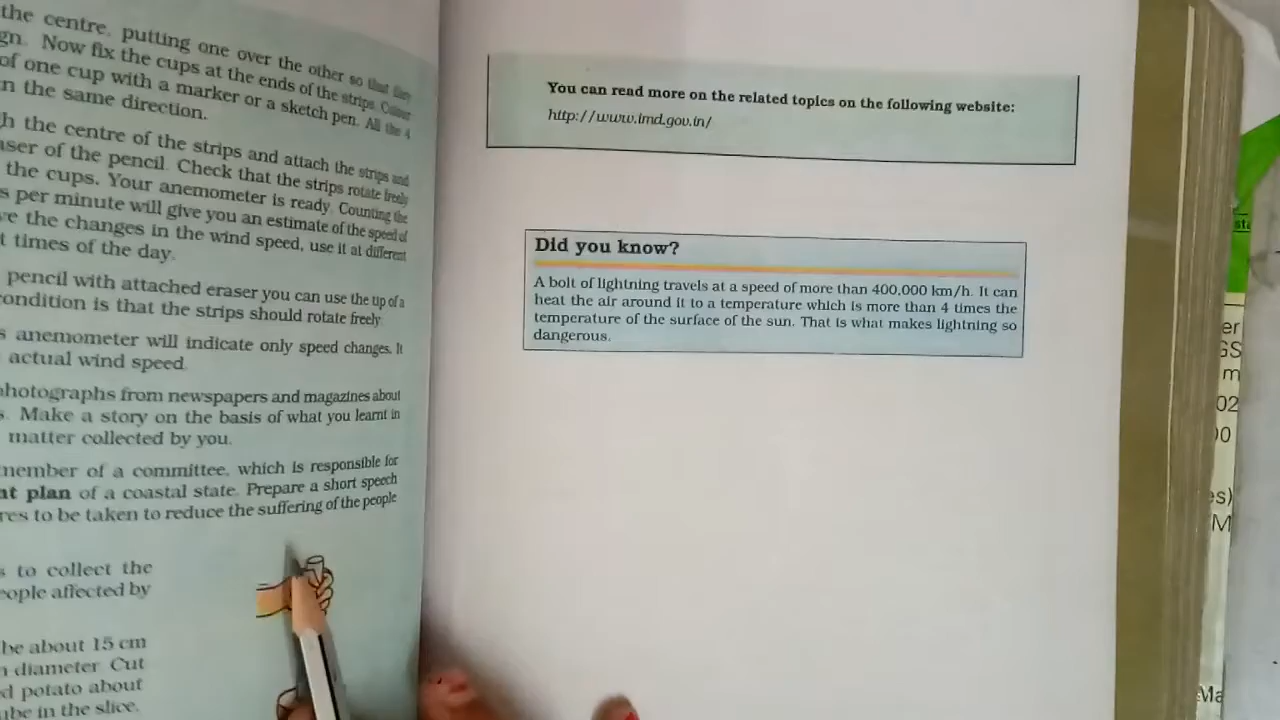 the centre, putting one over the other so that they
gn. Now fix the cups at the ends of the strips. Colour
of one cup with a marker or a sketch pen. All the 4
n the same direction.
h the centre of the strips and attach the strips and
aser of the pencil. Check that the strips rotate freely
the cups. Your anemometer is ready. Counting the
s per minute will give you an estimate of the speed of
ve the changes in the wind speed, use it at different
t times of the day.
pencil with attached eraser you can use the tip of a
ondition is that the strips should rotate freely
s anemometer will indicate only speed changes. It
actual wind speed.
photographs from newspapers and magazines about
s. Make a story on the basis of what you learnt in
matter collected by you.
member of a committee, which is responsible for
nt plan of a coastal state. Prepare a short speech
res to be taken to reduce the suffering of the people
s to collect the
eople affected by
be about 15 cm
n diameter. Cut
d potato about
ube in the slice.
You can read more on the related topics on the following website:
http://www.imd.gov.in/
Did you know?
A bolt of lightning travels at a speed of more than 400,000 km/h. It can
heat the air around it to a temperature which is more than 4 times the
temperature of the surface of the sun. That is what makes lightning so
dangerous.
er
GS
m
02
00
es)
Ma